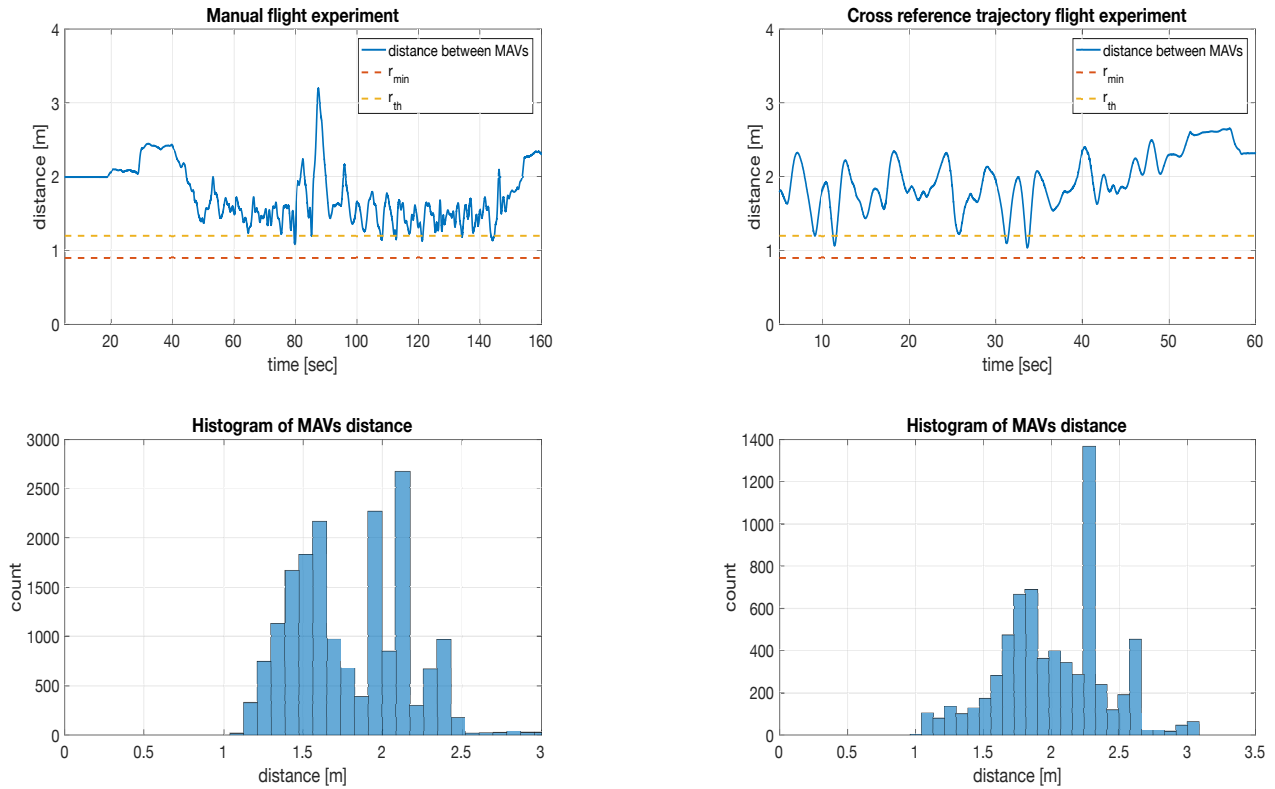 Manual flight experiment
4
3
2
1
0
distance [m]
distance between MAVs
r_min
r_th
20 40 60 80 100 120 140 160
time [sec]
Cross reference trajectory flight experiment
4
3
2
1
0
distance [m]
distance between MAVs
r_min
r_th
10 20 30 40 50 60
time [sec]
Histogram of MAVs distance
3000
2500
2000
1500
1000
500
0
count
0 0.5 1 1.5 2 2.5 3
distance [m]
Histogram of MAVs distance
1400
1200
1000
800
600
400
200
0
count
0 0.5 1 1.5 2 2.5 3 3.5
distance [m]